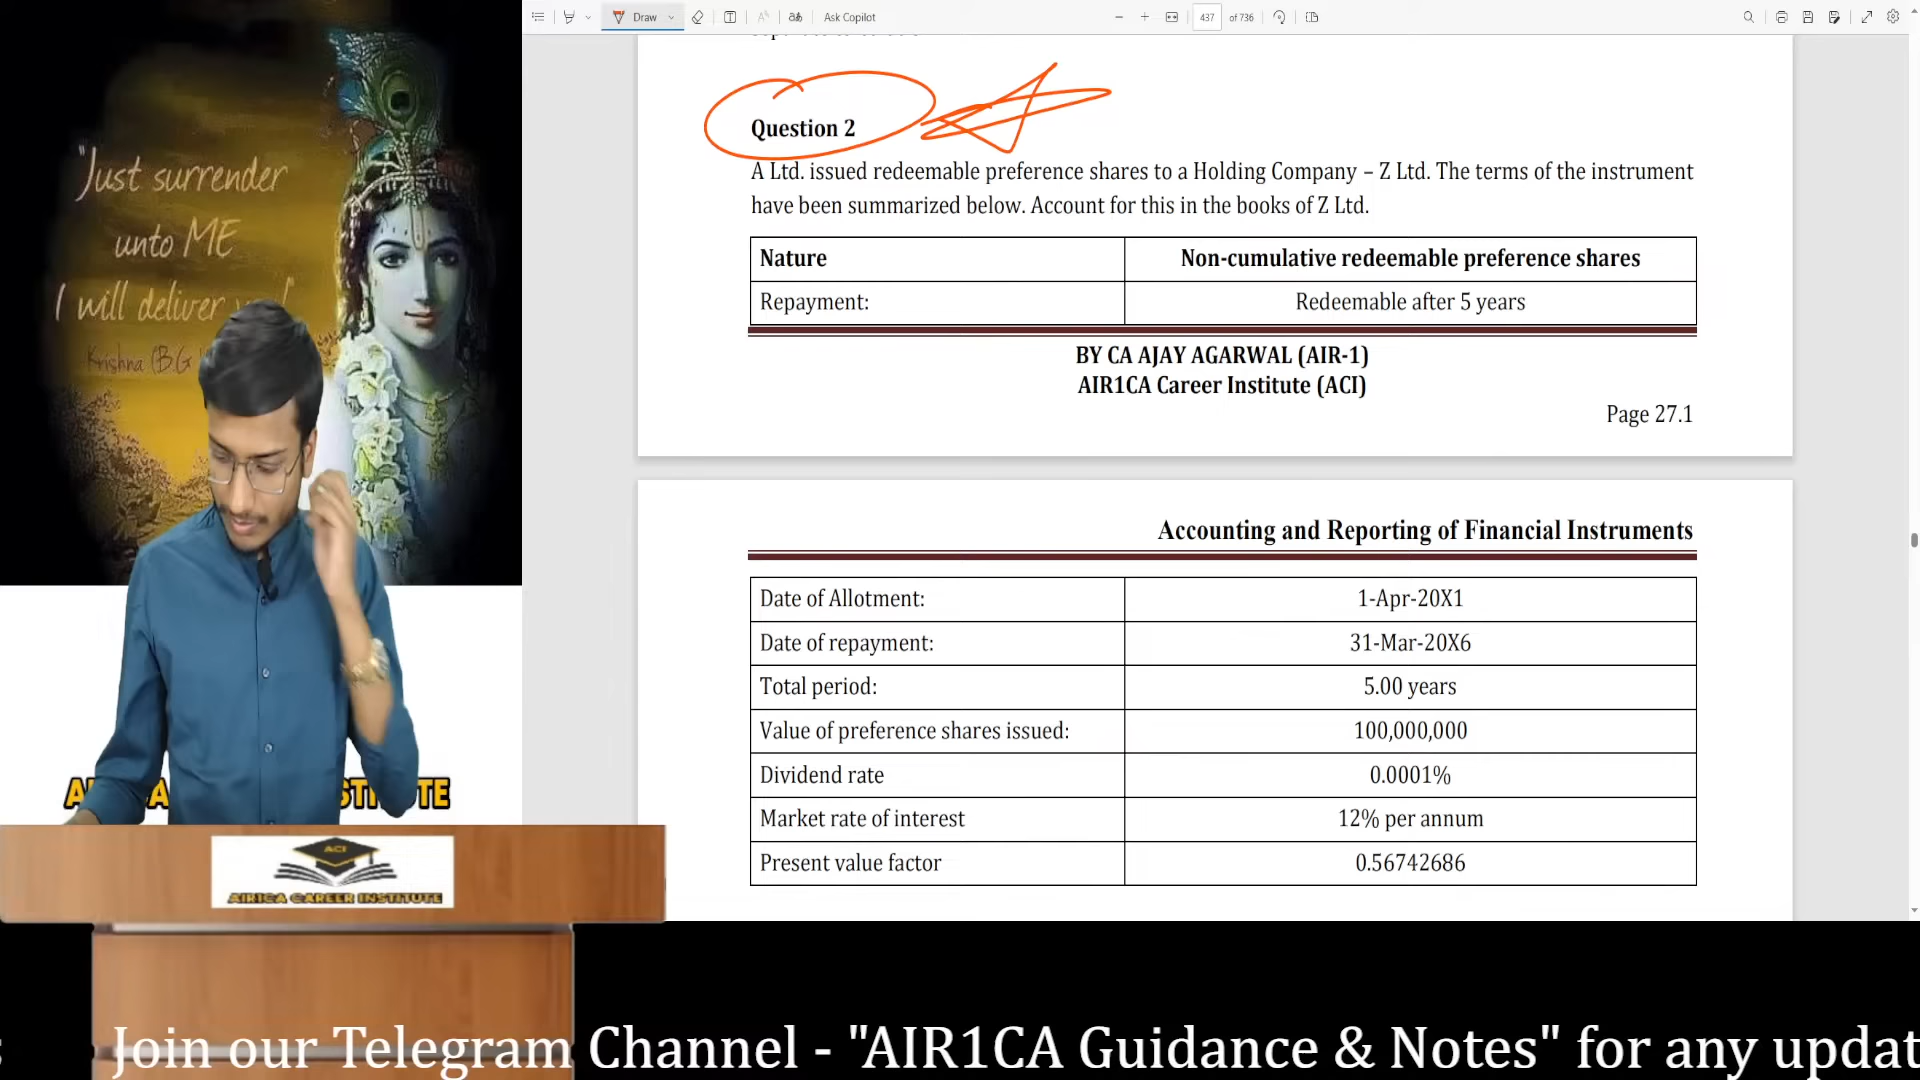 Draw
Ask Copilot
437 of 736
"Just surrender
unto ME
I will deliver
Krishna (B.G
Question 2
A Ltd. issued redeemable preference shares to a Holding Company – Z Ltd. The terms of the instrument
have been summarized below. Account for this in the books of Z Ltd.
Nature Non-cumulative redeemable preference shares
Repayment: Redeemable after 5 years
BY CA AJAY AGARWAL (AIR-1)
AIR1CA Career Institute (ACI)
Page 27.1
Accounting and Reporting of Financial Instruments
Date of Allotment: 1-Apr-20X1
Date of repayment: 31-Mar-20X6
Total period: 5.00 years
Value of preference shares issued: 100,000,000
Dividend rate 0.0001%
Market rate of interest 12% per annum
Present value factor 0.56742686
ACI
AIR1CA CAREER INSTITUTE
Join our Telegram Channel - "AIR1CA Guidance & Notes" for any updat